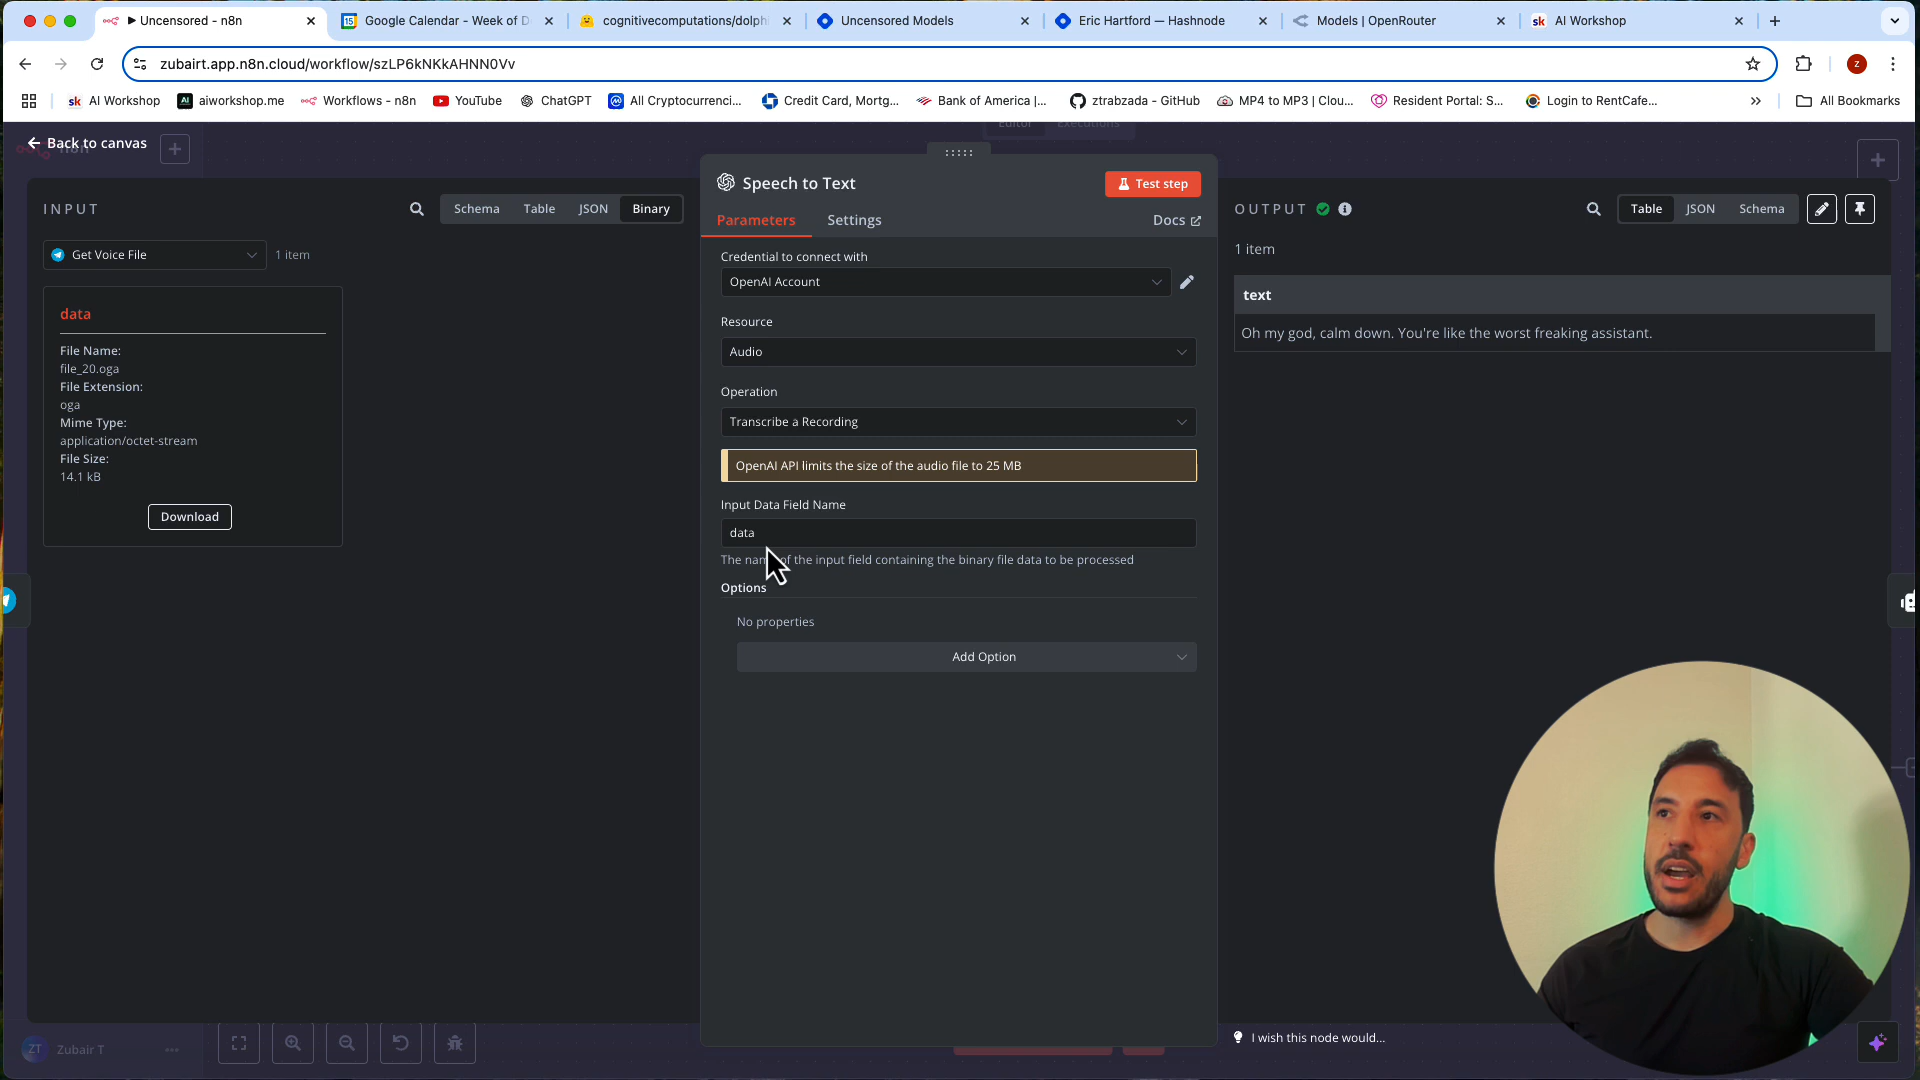 Uncensored - n8n
Google Calendar - Week of D
cognitivecomputations/dolph
Uncensored Models
Eric Hartford — Hashnode
Models | OpenRouter
sk AI Workshop
zubairt.app.n8n.cloud/workflow/szLP6kNKkAHNN0Vv
z
sk AI Workshop
AI aiworkshop.me
Workflows - n8n
YouTube
ChatGPT
All Cryptocurrenci...
Credit Card, Mortg...
Bank of America |...
ztrabzada - GitHub
MP4 to MP3 | Clou...
Resident Portal: S...
Login to RentCafe...
All Bookmarks
Editor
Executions
Back to canvas
Speech to Text
Test step
Parameters
Settings
Docs
INPUT
Schema
Table
JSON
Binary
Get Voice File
1 item
data
File Name:
file_20.oga
File Extension:
oga
Mime Type:
application/octet-stream
File Size:
14.1 kB
Download
Credential to connect with
OpenAI Account
Resource
Audio
Operation
Transcribe a Recording
OpenAI API limits the size of the audio file to 25 MB
Input Data Field Name
data
The name of the input field containing the binary file data to be processed
Options
No properties
Add Option
OUTPUT
Table
JSON
Schema
1 item
text
Oh my god, calm down. You're like the worst freaking assistant.
I wish this node would...
ZT
Zubair T